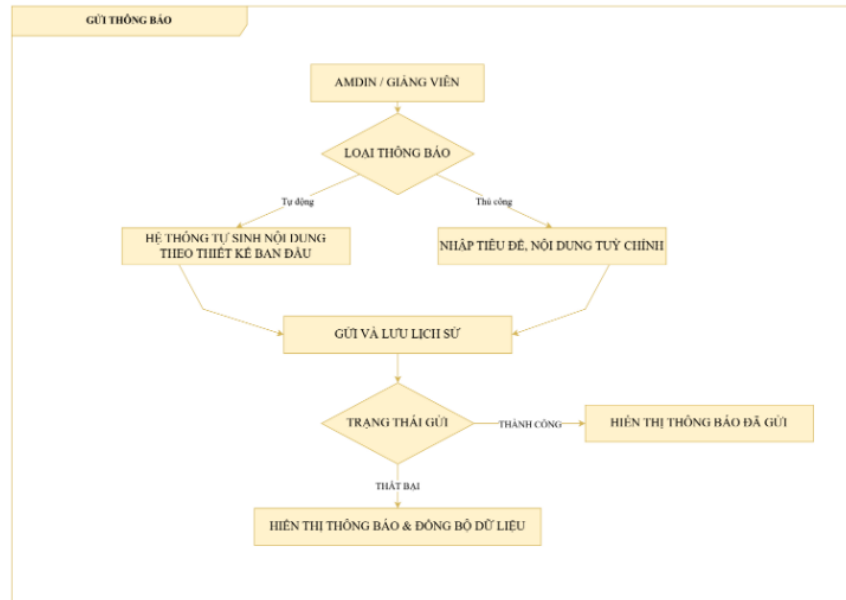 GỬI THÔNG BÁO
AMDIN / GIẢNG VIÊN
LOẠI THÔNG BÁO
Tự động
Thủ công
HỆ THỐNG TỰ SINH NỘI DUNG
THEO THIẾT KẾ BAN ĐẦU
NHẬP TIÊU ĐỀ, NỘI DUNG TUỲ CHỈNH
GỬI VÀ LƯU LỊCH SỬ
TRẠNG THÁI GỬI
THÀNH CÔNG
HIỂN THỊ THÔNG BÁO ĐÃ GỬI
THẤT BẠI
HIỂN THỊ THÔNG BÁO & ĐỒNG BỘ DỮ LIỆU